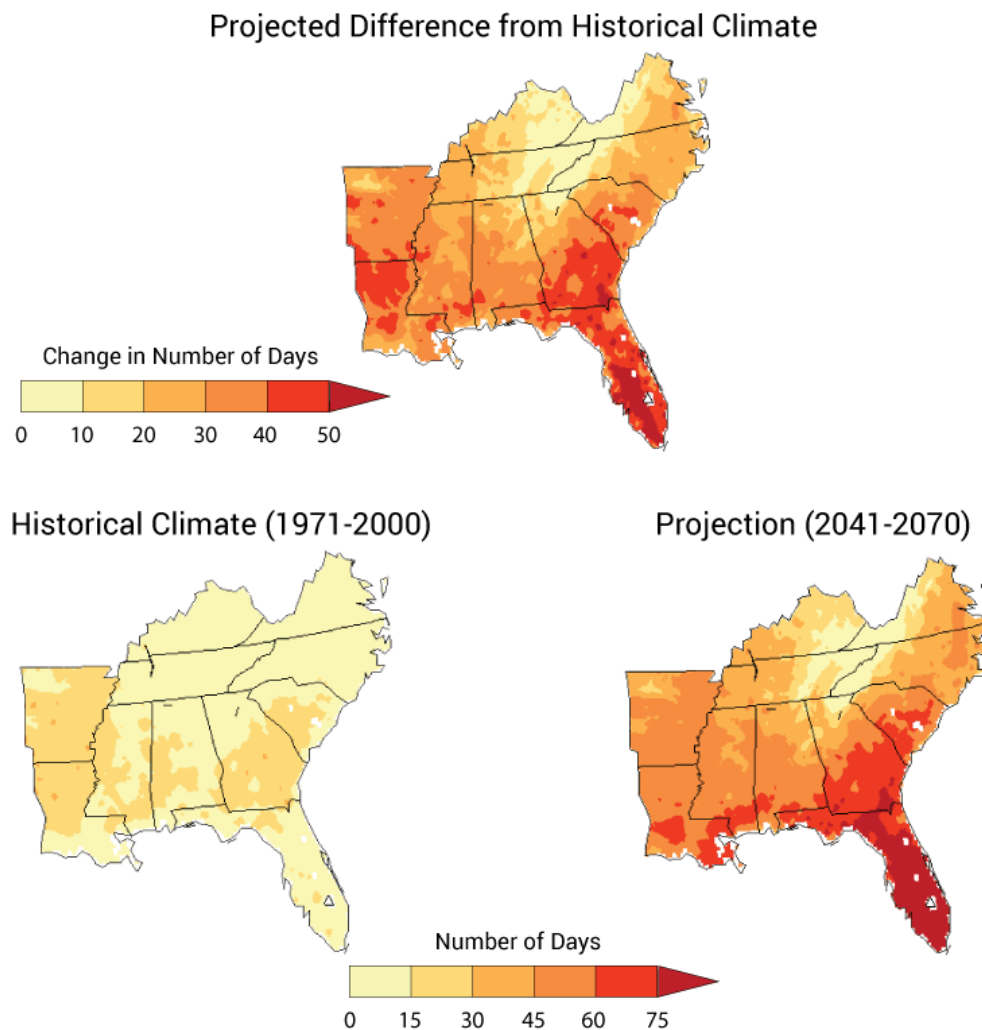 Projected Difference from Historical Climate
Change in Number of Days
0 10 20 30 40 50
Historical Climate (1971-2000)
Projection (2041-2070)
Number of Days
0 15 30 45 60 75